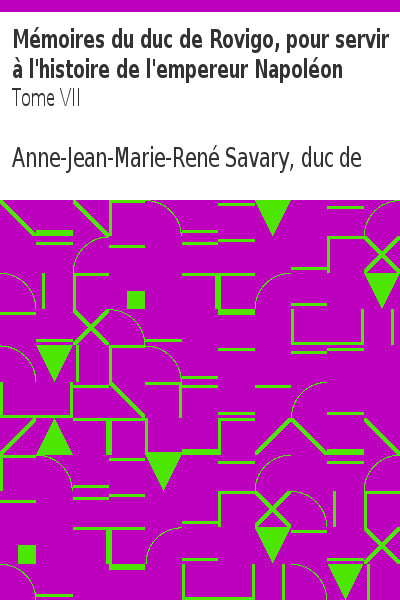 Mémoires du duc de Rovigo, pour servir
à l'histoire de l'empereur Napoléon
Tome VII
Anne-Jean-Marie-René Savary, duc de